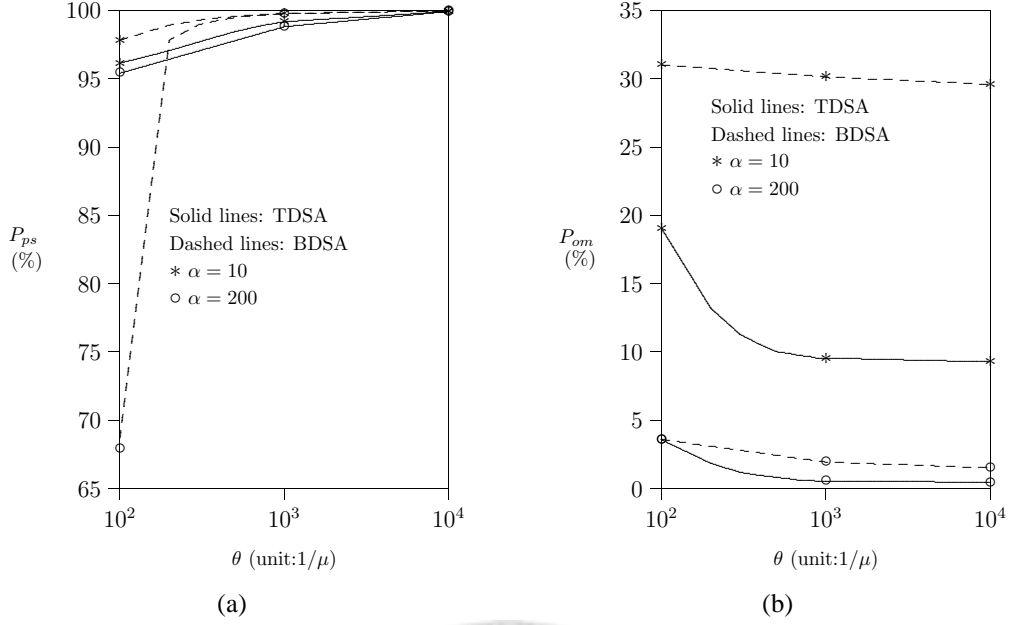 100
95
100
90
85
80
75
70
65
P_ps
(%)
Solid lines: TDSA
Dashed lines: BDSA
* α = 10
○ α = 200
10^2
10^3
10^4
θ (unit:1/μ)
(a)
35
30
25
20
15
10
5
0
P_om
(%)
Solid lines: TDSA
Dashed lines: BDSA
* α = 10
○ α = 200
10^2
10^3
10^4
θ (unit:1/μ)
(b)